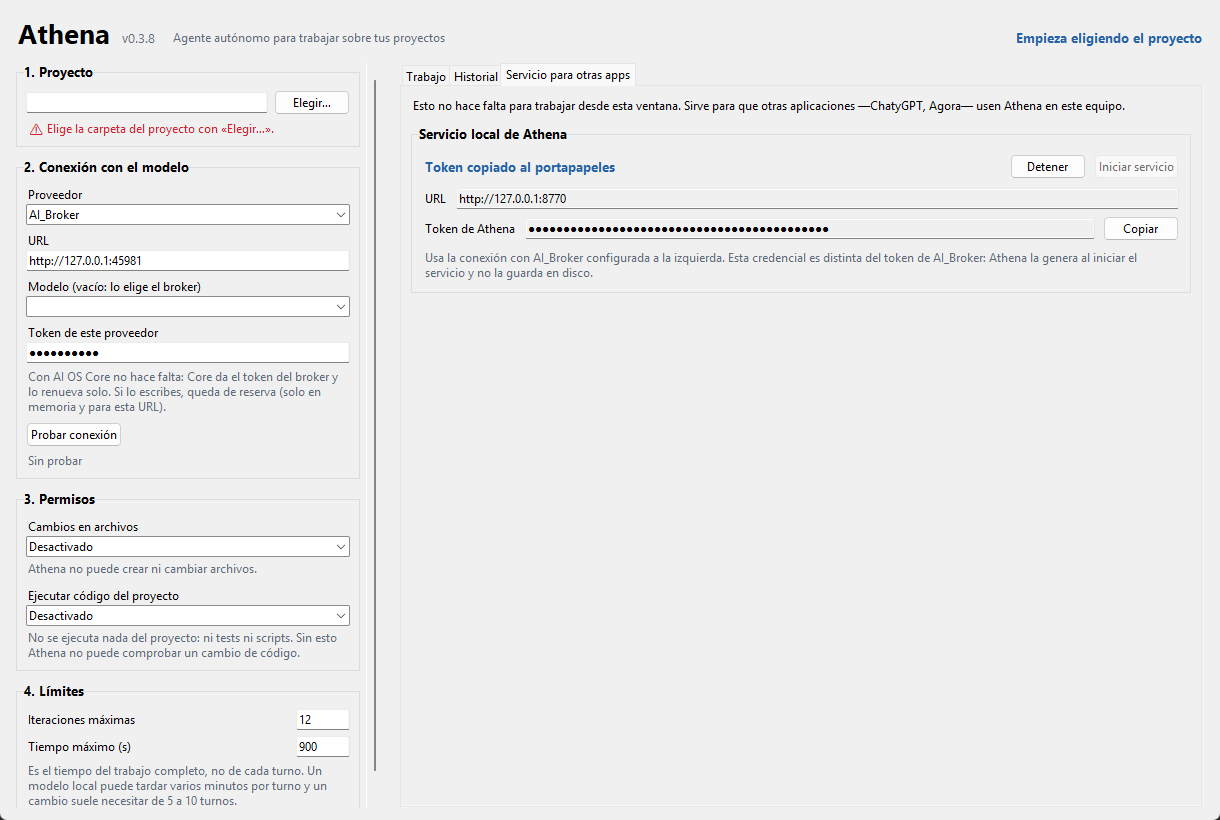 Athena v0.3.8 Agente autónomo para trabajar sobre tus proyectos
Empieza eligiendo el proyecto
1. Proyecto
Elegir...
Elige la carpeta del proyecto con «Elegir...».
2. Conexión con el modelo
Proveedor
AI_Broker
URL
http://127.0.0.1:45981
Modelo (vacío: lo elige el broker)
Token de este proveedor
●●●●●●●●●●
Con AI OS Core no hace falta: Core da el token del broker y
lo renueva solo. Si lo escribes, queda de reserva (solo en
memoria y para esta URL).
Probar conexión
Sin probar
3. Permisos
Cambios en archivos
Desactivado
Athena no puede crear ni cambiar archivos.
Ejecutar código del proyecto
Desactivado
No se ejecuta nada del proyecto: ni tests ni scripts. Sin esto
Athena no puede comprobar un cambio de código.
4. Límites
Iteraciones máximas 12
Tiempo máximo (s) 900
Es el tiempo del trabajo completo, no de cada turno. Un
modelo local puede tardar varios minutos por turno y un
cambio suele necesitar de 5 a 10 turnos.
Trabajo Historial Servicio para otras apps
Esto no hace falta para trabajar desde esta ventana. Sirve para que otras aplicaciones —ChatyGPT, Agora— usen Athena en este equipo.
Servicio local de Athena
Token copiado al portapapeles Detener Iniciar servicio
URL http://127.0.0.1:8770
Token de Athena ●●●●●●●●●●●●●●●●●●●●●●●●●●●●●●●●●●●●●●●●●●● Copiar
Usa la conexión con AI_Broker configurada a la izquierda. Esta credencial es distinta del token de AI_Broker: Athena la genera al iniciar el
servicio y no la guarda en disco.